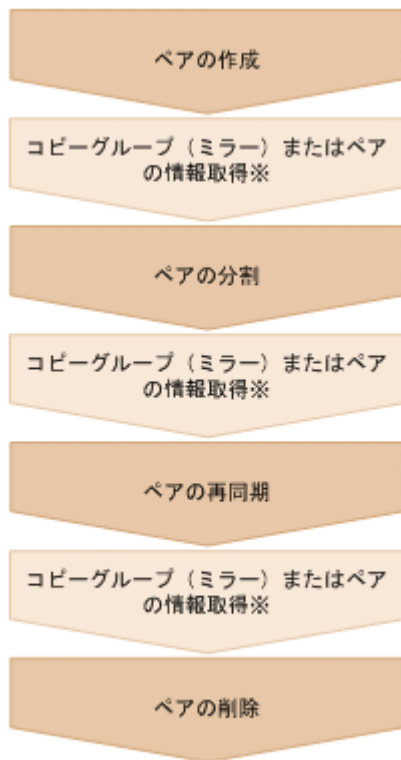 ペアの作成
コピーグループ（ミラー）またはペア
の情報取得※
ペアの分割
コピーグループ（ミラー）またはペア
の情報取得※
ペアの再同期
コピーグループ（ミラー）またはペア
の情報取得※
ペアの削除